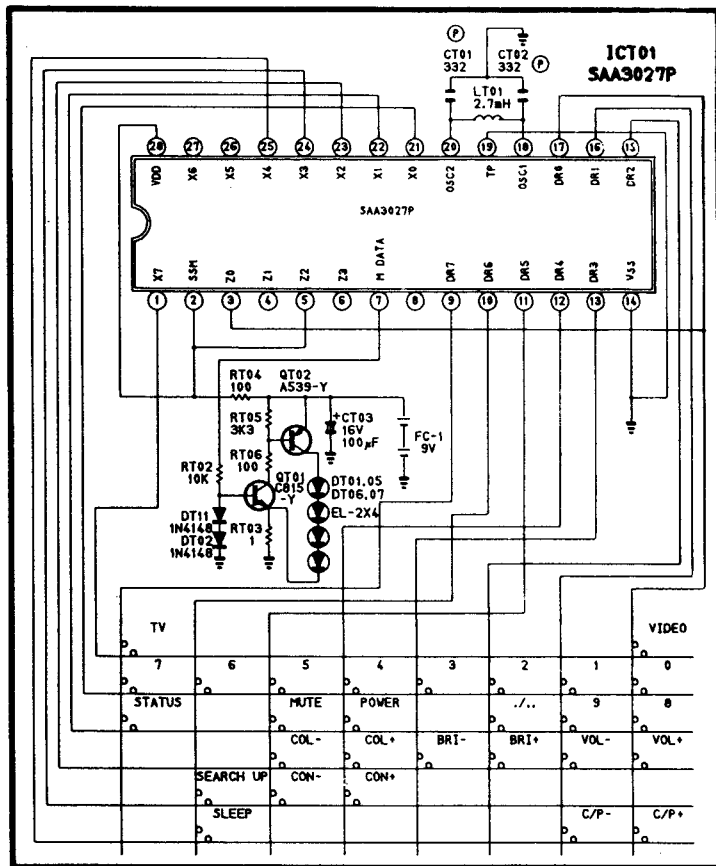 ICT01
SAA3027P
P
CT01
332
CT02
332
P
LT01
2.7mH
28 27 26 25 24 23 22 21 20 19 18 17 16 15
VDD X6 X5 X4 X3 X2 X1 X0 OSC2 TP OSC1 DR0 DR1 DR2
SAA3027P
X7 SSM Z0 Z1 Z2 Z3 M DATA DR7 DR6 DR5 DR4 DR3 VSS
1 2 3 4 5 6 7 8 9 10 11 12 13 14
RT04
100
QT02
A539-Y
RT05
3K3
+CT03
16V
100µF
FC-1
9V
RT06
100
RT02
10K
QT01
C815
-Y
DT01.05
DT06.07
EL-2X4
DT11
1N4148
DT02
1N4148
RT03
1
TV VIDEO
7 6 5 4 3 2 1 0
STATUS MUTE POWER ./.. 9 8
COL- COL+ BRI- BRI+ VOL- VOL+
SEARCH UP CON- CON+
SLEEP C/P- C/P+